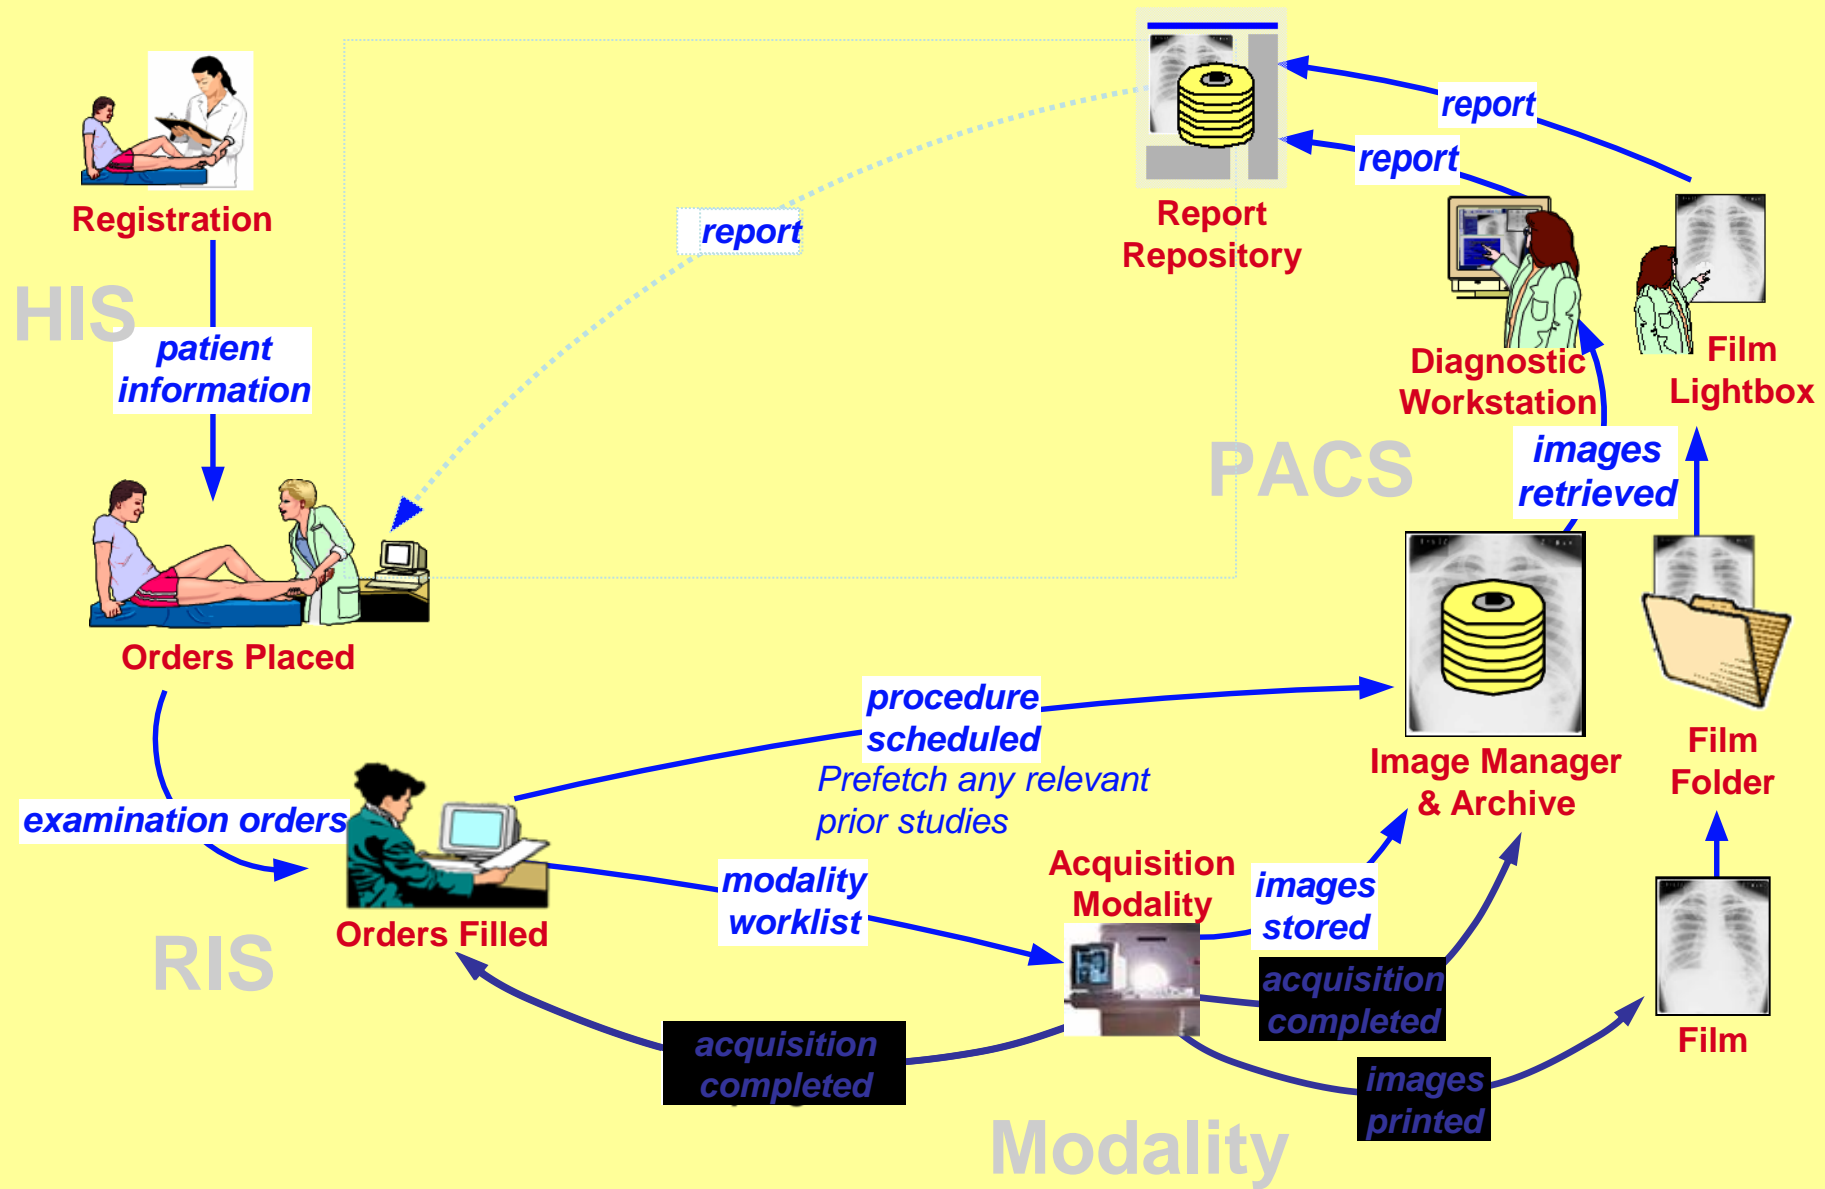 report
report
Report
Repository
Registration
report
HIS
patient
information
Diagnostic
Workstation
Film
Lightbox
PACS
images
retrieved
Orders Placed
procedure
scheduled
Prefetch any relevant
prior studies
Image Manager
& Archive
Film
Folder
examination orders
Orders Filled
modality
worklist
Acquisition
Modality
images
stored
RIS
acquisition
completed
acquisition
completed
images
printed
Film
Modality